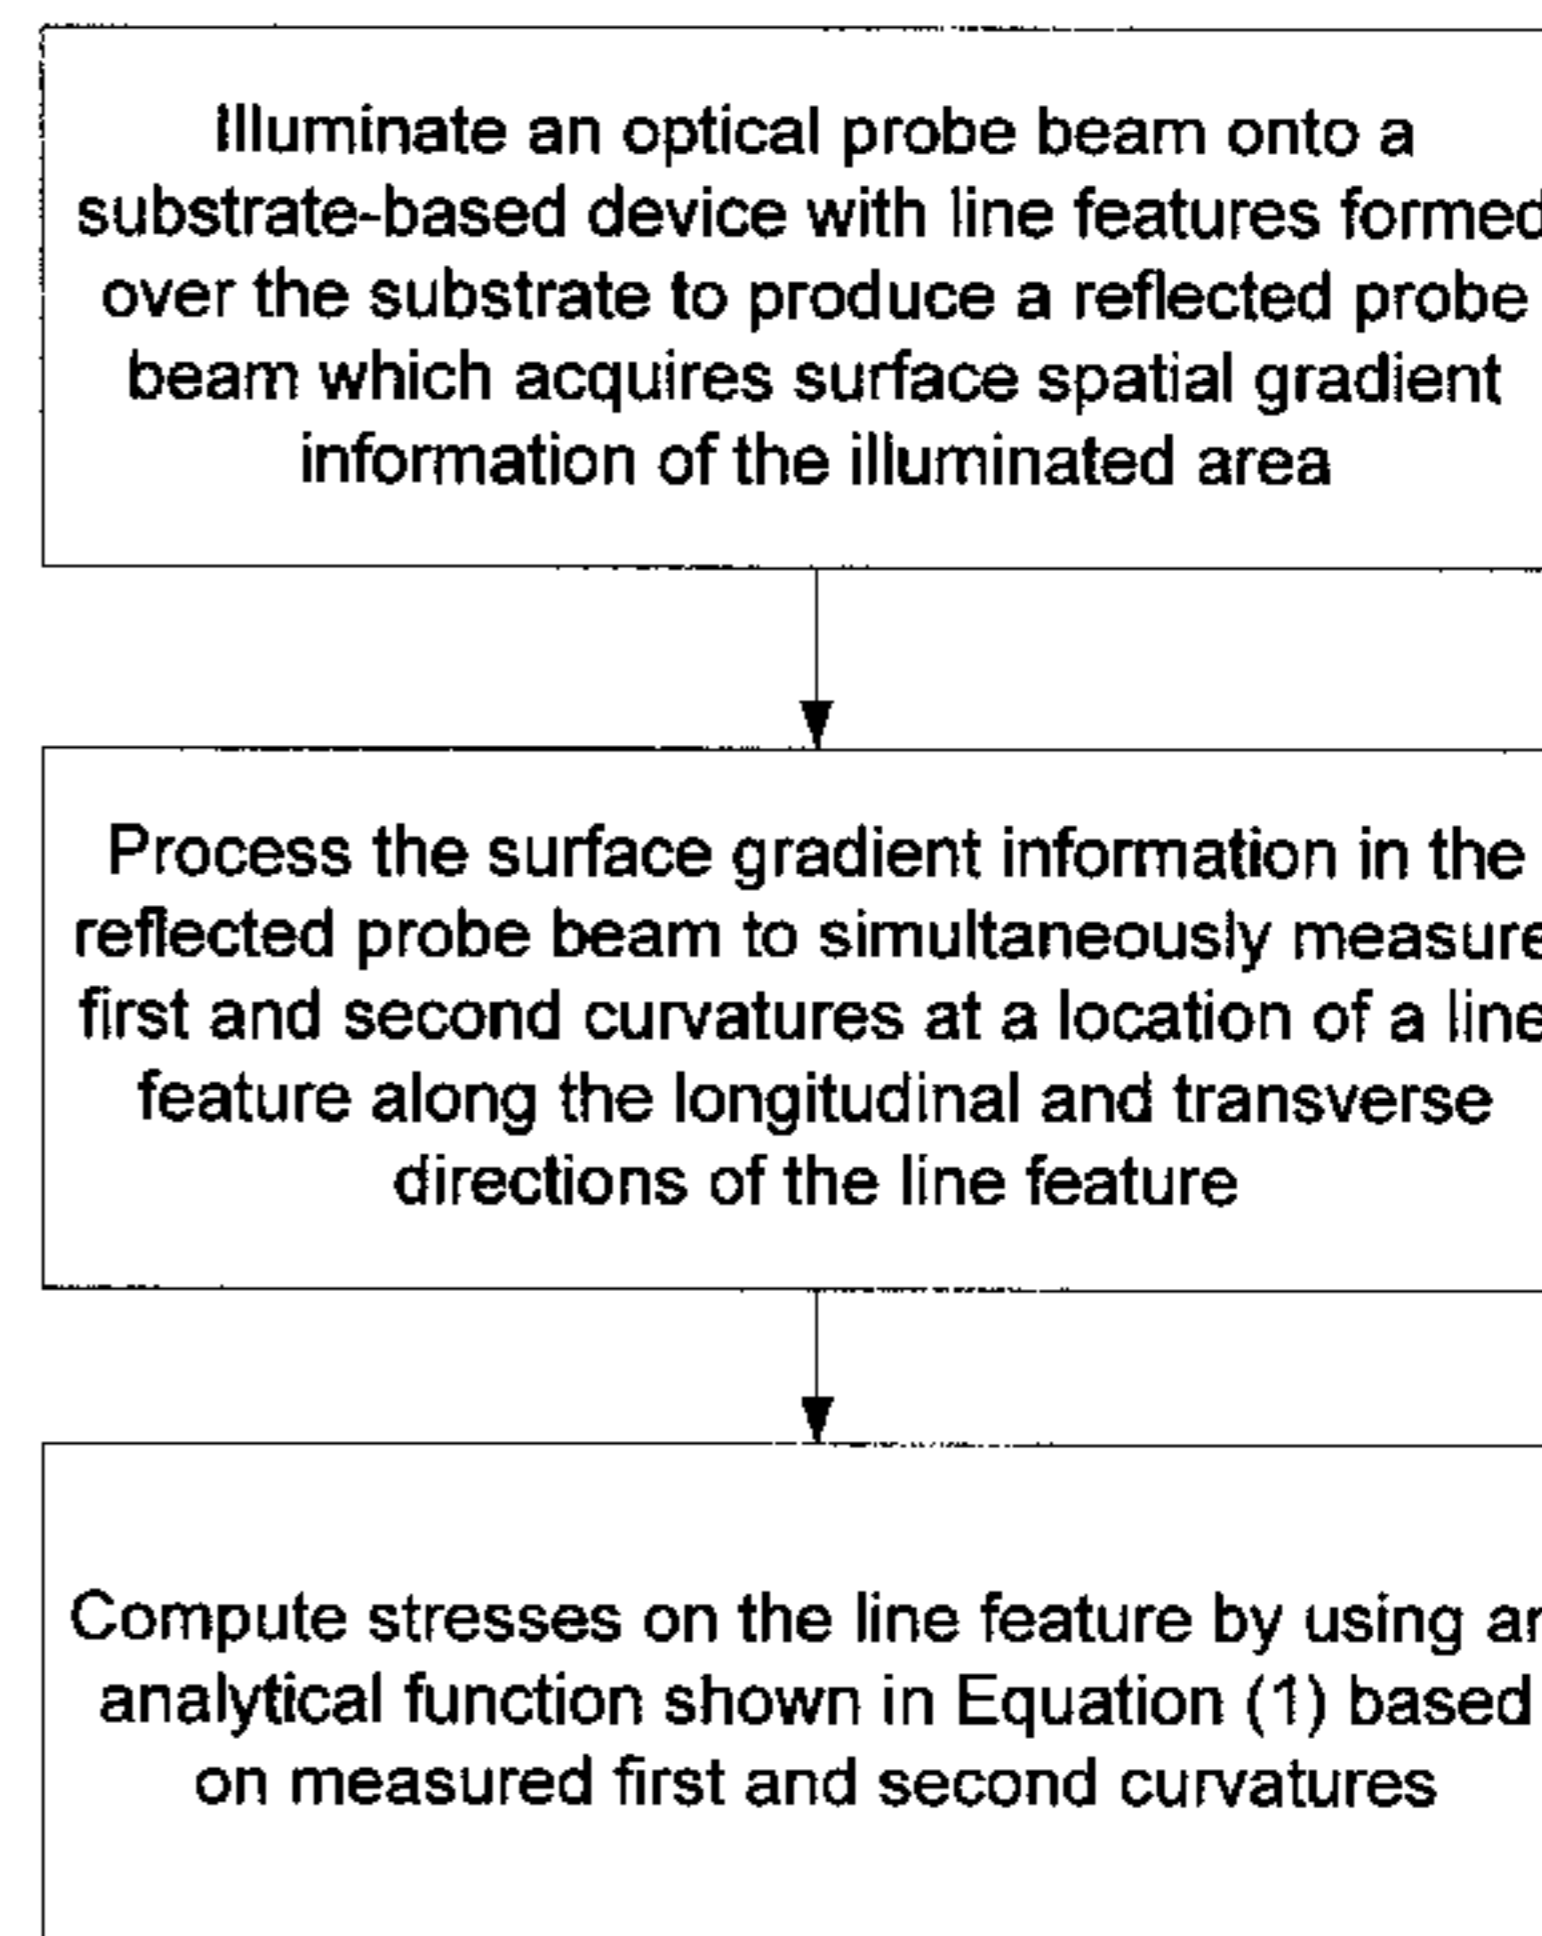 Illuminate an optical probe beam onto a
substrate-based device with line features formed
over the substrate to produce a reflected probe
beam which acquires surface spatial gradient
information of the illuminated area
Process the surface gradient information in the
reflected probe beam to simultaneously measure
first and second curvatures at a location of a line
feature along the longitudinal and transverse
directions of the line feature
Compute stresses on the line feature by using an
analytical function shown in Equation (1) based
on measured first and second curvatures